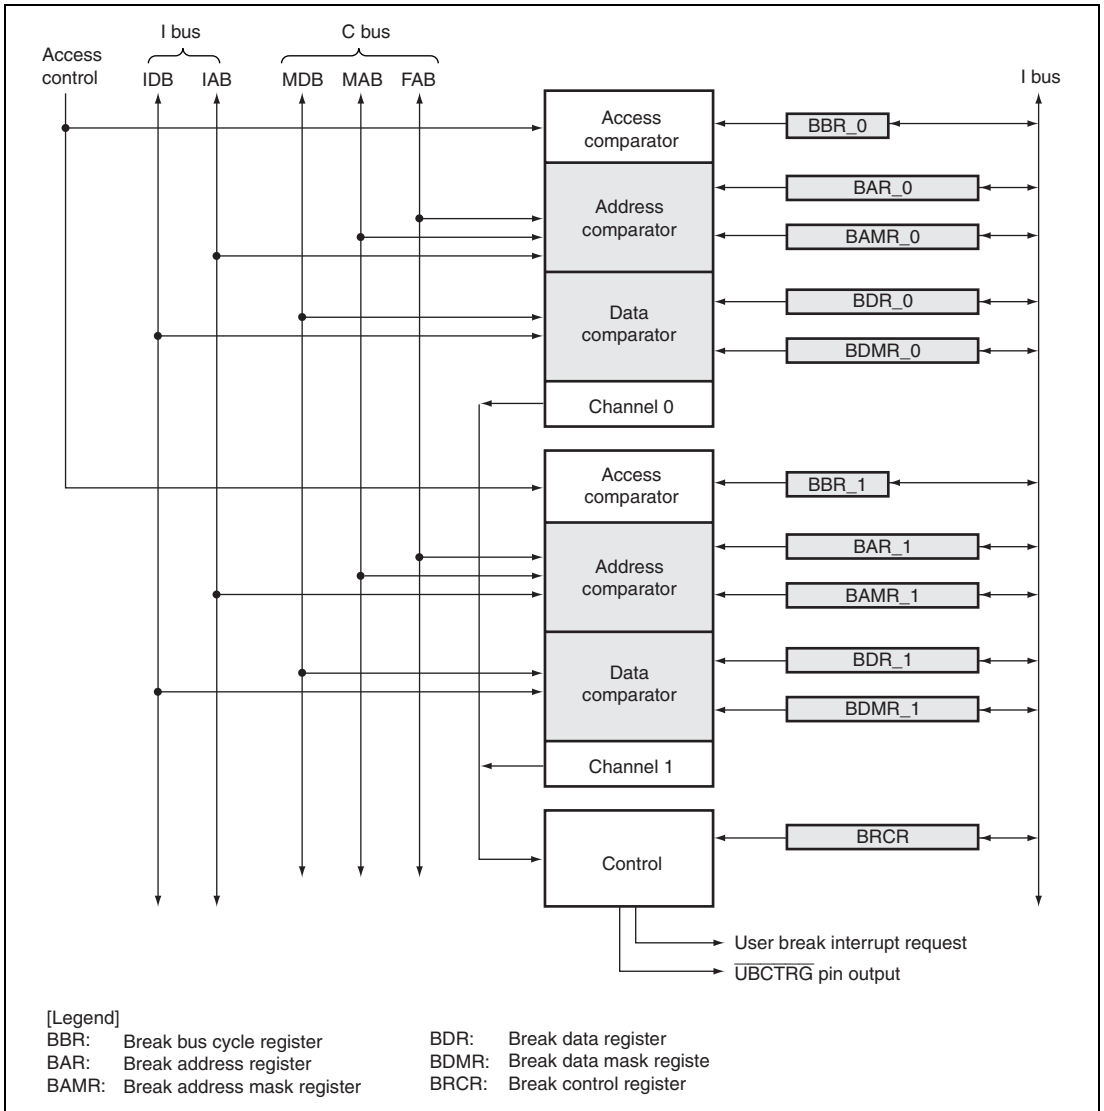 I bus
C bus
Access
control
IDB
IAB
MDB
MAB
FAB
I bus
Access
comparator
BBR_0
BAR_0
Address
comparator
BAMR_0
BDR_0
Data
comparator
BDMR_0
Channel 0
Access
comparator
BBR_1
BAR_1
Address
comparator
BAMR_1
BDR_1
Data
comparator
BDMR_1
Channel 1
BRCR
Control
User break interrupt request
UBCTRG pin output
[Legend]
BBR: Break bus cycle register
BAR: Break address register
BAMR: Break address mask register
BDR: Break data register
BDMR: Break data mask registe
BRCR: Break control register